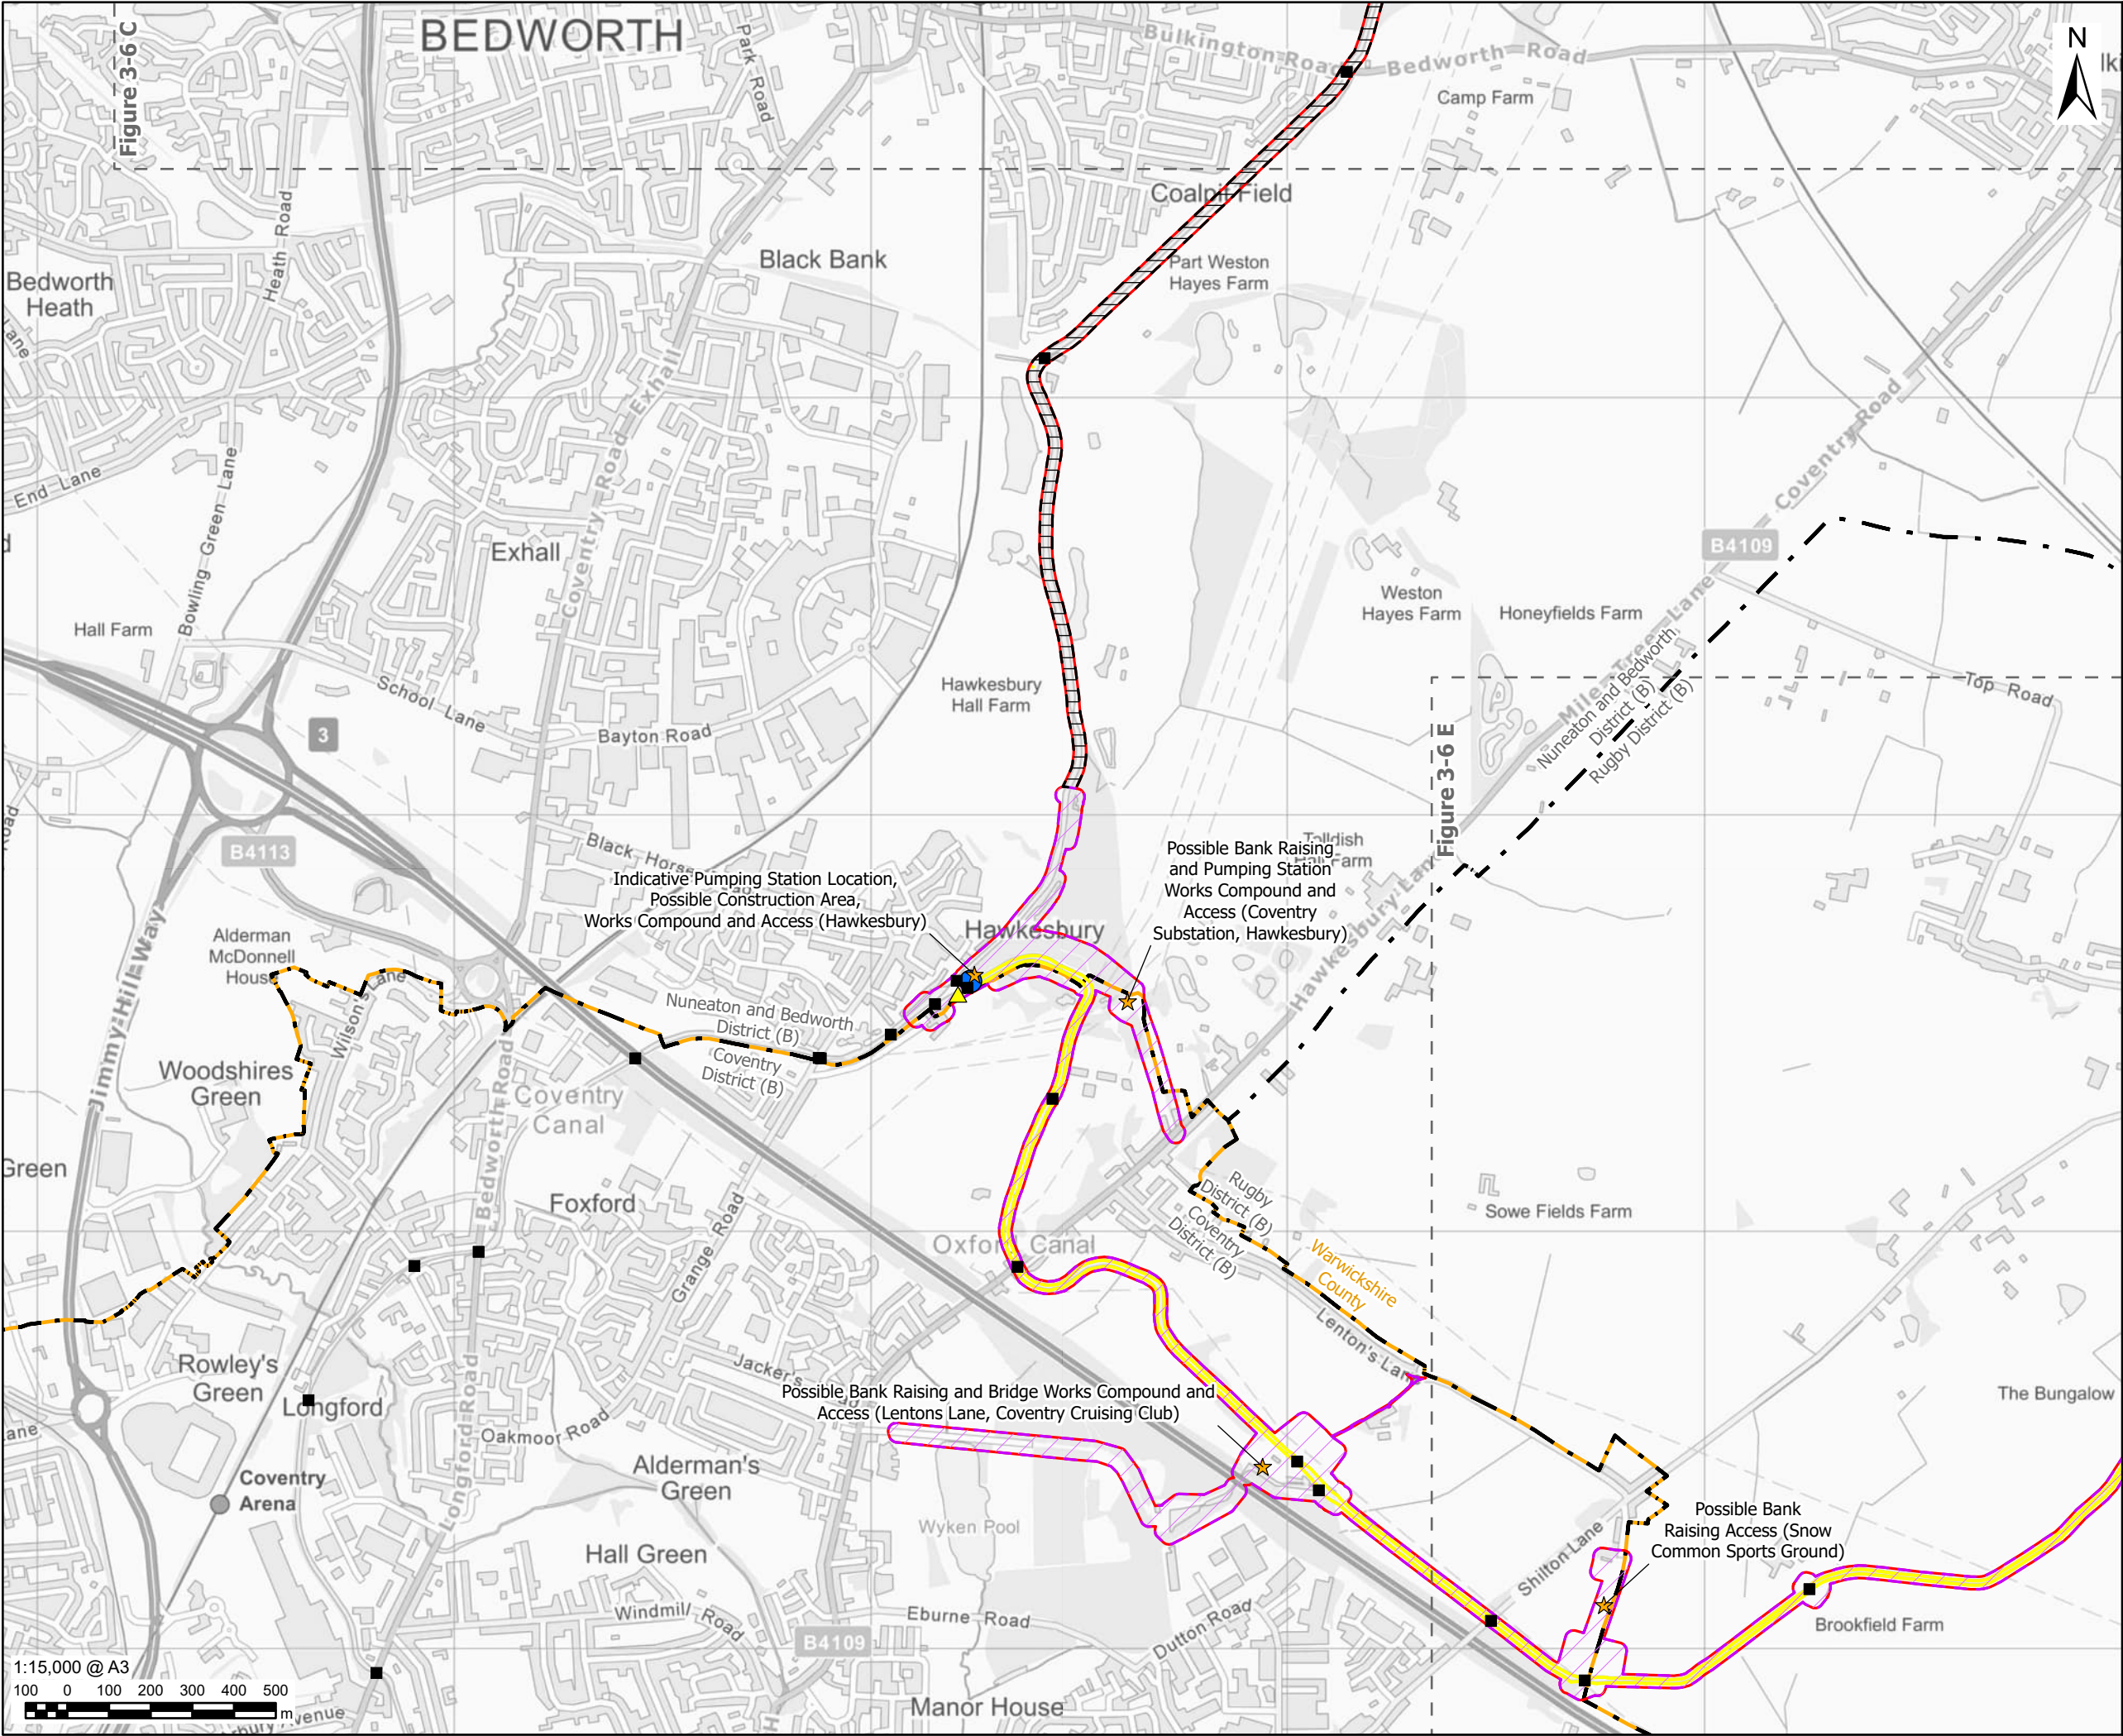 BEDWORTH
Figure 3-6 C
Park Road
Bulkington Road
Bedworth Road
N
Camp Farm
Heath Road
Coalpit Field
Black Bank
Part Weston
Hayes Farm
Bedworth
Heath
Lane
Coventry Road Exhall
Coventry Road
End Lane
Bowling Green Lane
Exhall
B4109
Weston
Hayes Farm
Honeyfields Farm
Hall Farm
Mile Tree Lane
Nuneaton and Bedworth
District (B)
Rugby District (B)
School Lane
Hawkesbury
Hall Farm
Top Road
3
Bayton Road
Figure 3-6 E
Road
B4113
Possible Bank Raising
and Pumping Station
Works Compound and
Access (Coventry
Substation, Hawkesbury)
Indicative Pumping Station Location,
Possible Construction Area,
Works Compound and Access (Hawkesbury)
Hawkesbury Lane
Hawkesbury
Alderman
McDonnell
House
Wilson's Lane
Jimmy Hill Way
Nuneaton and Bedworth
District (B)
Coventry
District (B)
Woodshires
Green
Coventry
Canal
Bedworth Road
Green
Foxford
Rugby
District (B)
Coventry
District (B)
Sowe Fields Farm
Grange Road
Oxford Canal
Warwickshire
County
Lenton's Lane
Rowley's
Green
Longford
Jacker's
Possible Bank Raising and Bridge Works Compound and
Access (Lentons Lane, Coventry Cruising Club)
The Bungalow
Lane
Oakmoor Road
Longford Road
Alderman's
Green
Coventry
Arena
Possible Bank
Raising Access (Snow
Common Sports Ground)
Wyken Pool
Hall Green
Shilton Lane
Windmill Road
Eburne Road
Dutton Road
Brookfield Farm
B4109
1:15,000 @ A3
100 0 100 200 300 400 500
m
Avenue
Manor House